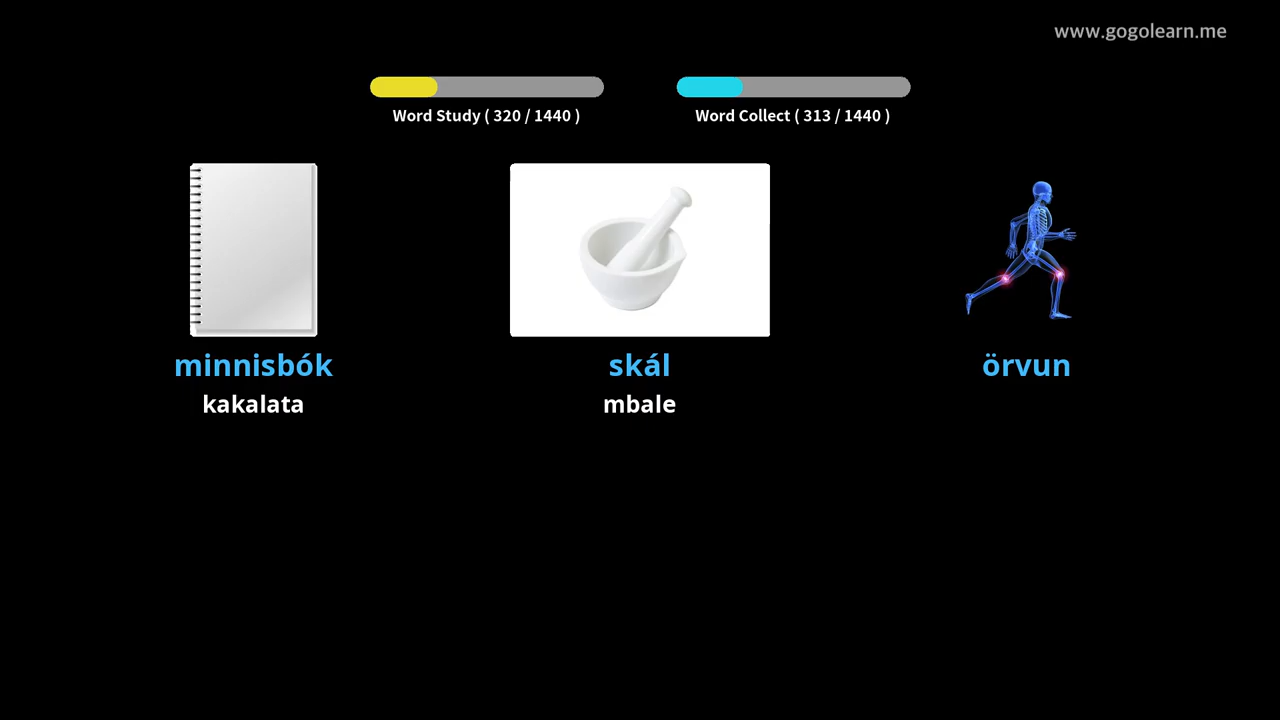 www.gogolearn.me
Word Study ( 320 / 1440 )
Word Collect ( 313 / 1440 )
minnisbók
kakalata
skál
mbale
örvun